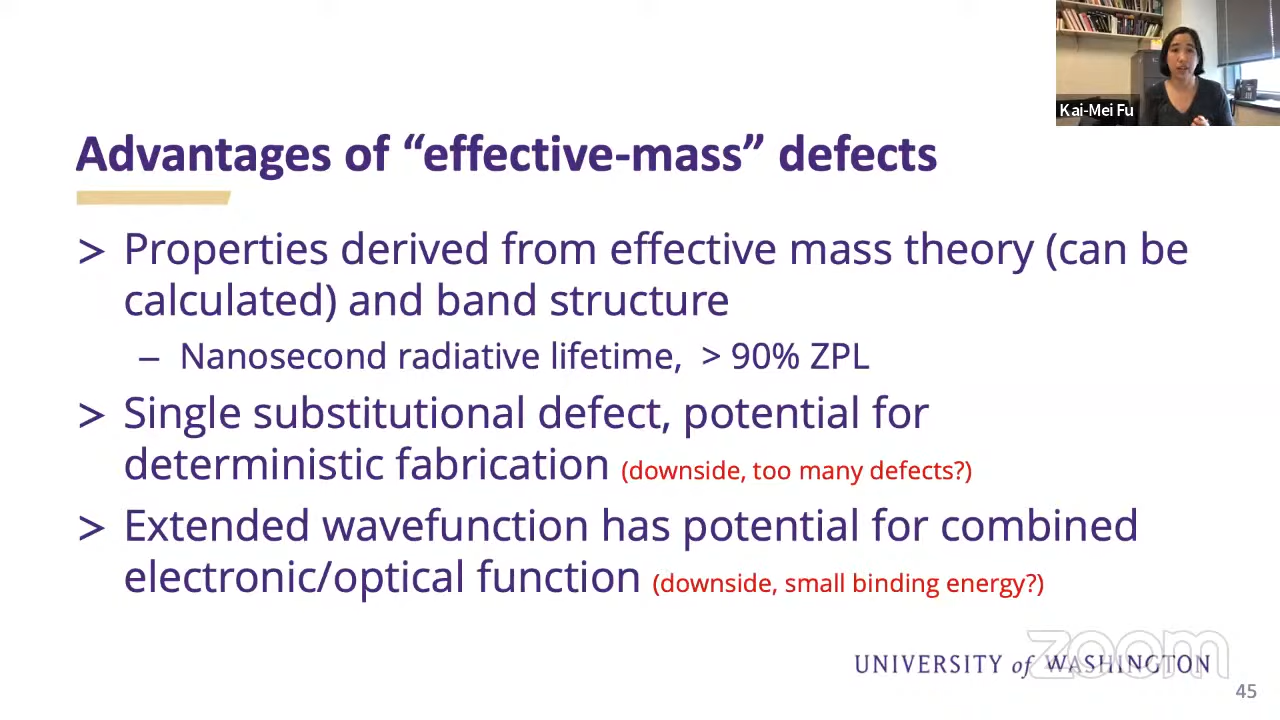 Kai-Mei Fu
Advantages of “effective-mass” defects
> Properties derived from effective mass theory (can be
calculated) and band structure
– Nanosecond radiative lifetime, > 90% ZPL
> Single substitutional defect, potential for
deterministic fabrication (downside, too many defects?)
> Extended wavefunction has potential for combined
electronic/optical function (downside, small binding energy?)
zoom
UNIVERSITY of WASHINGTON
45